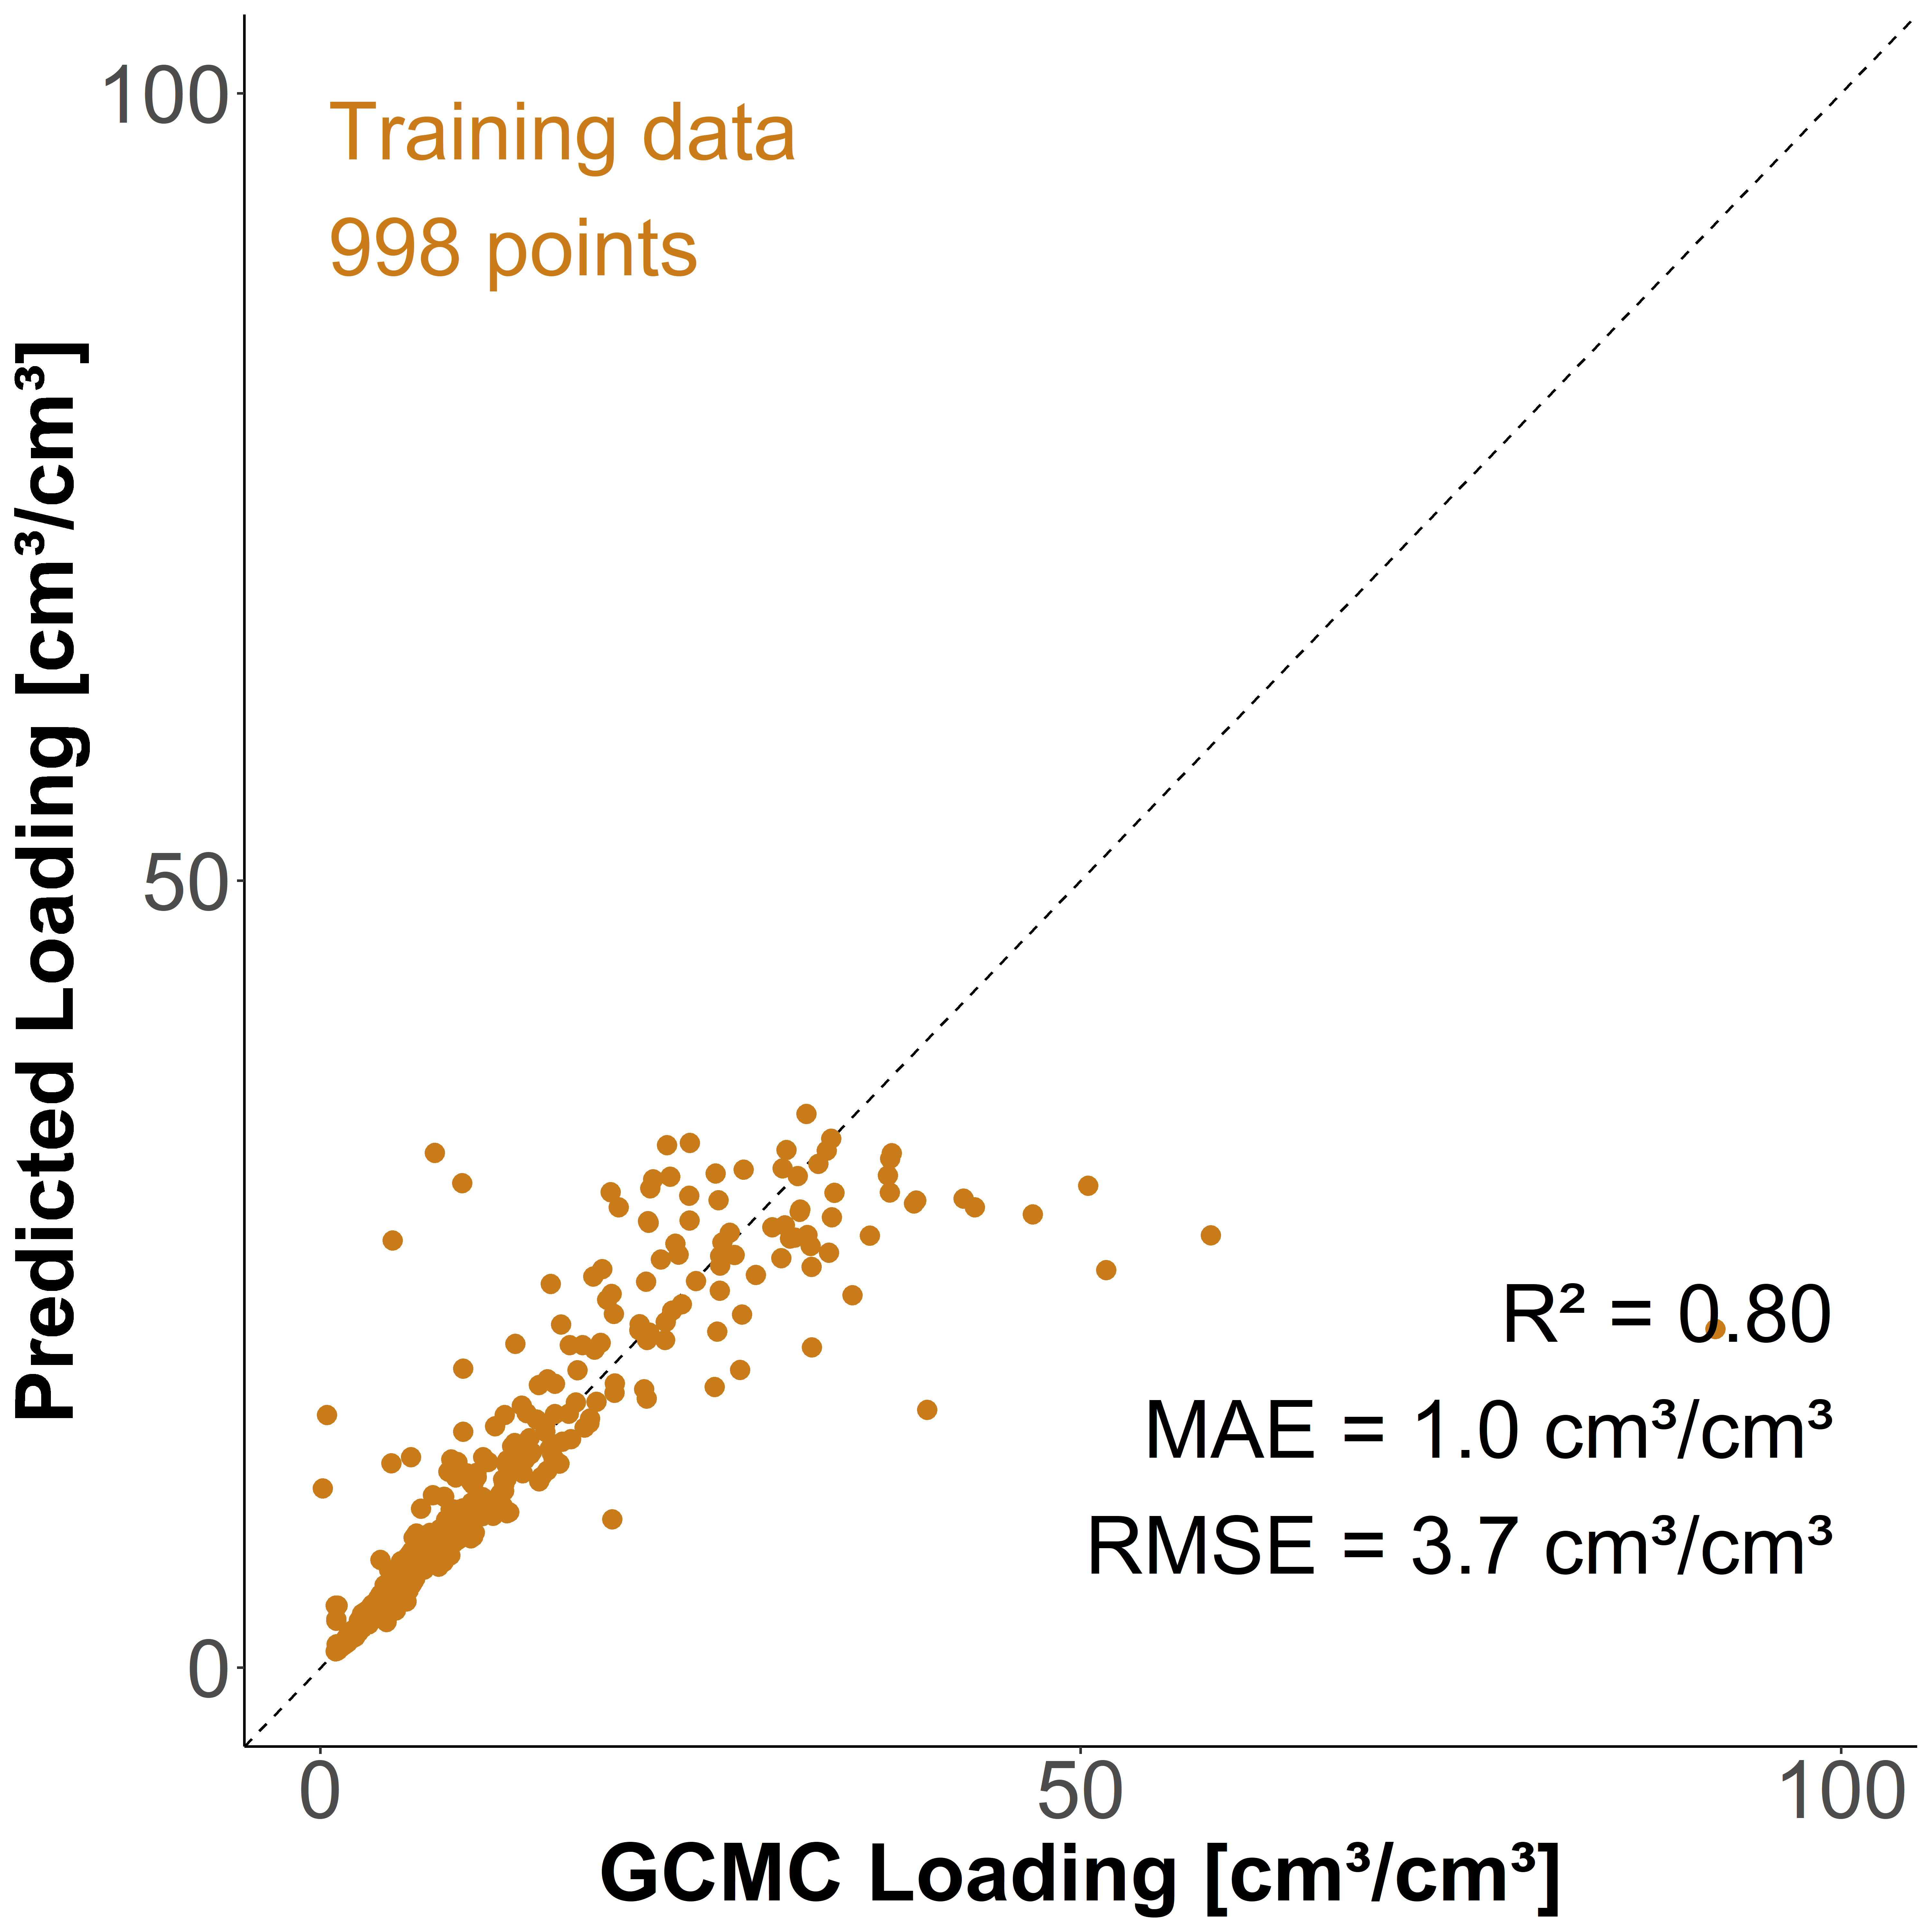 100
Training data
998 points
Predicted Loading [cm³/cm³]
50
R² = 0.80
MAE = 1.0 cm³/cm³
RMSE = 3.7 cm³/cm³
0
0 50 100
GCMC Loading [cm³/cm³]